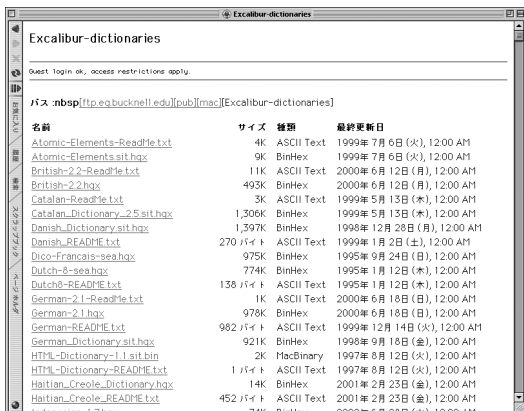 Excalibur-dictionaries
Excalibur-dictionaries
Guest login ok, access restrictions apply.
パス :nbsp[ftp.eg.bucknell.edu][pub][mac][Excalibur-dictionaries]
名前 サイズ 種類 最終更新日
Atomic-Elements-ReadMe.txt 4K ASCII Text 1999年 7月 6日 (火), 12:00 AM
Atomic-Elements.sit.hqx 9K BinHex 1999年 7月 6日 (火), 12:00 AM
British-2.2-ReadMe.txt 11K ASCII Text 2000年 6月 12日 (月), 12:00 AM
British-2.2.hqx 493K BinHex 2000年 6月 12日 (月), 12:00 AM
Catalan-ReadMe.txt 3K ASCII Text 1999年 5月 13日 (木), 12:00 AM
Catalan_Dictionary_2.5.sit.hqx 1,306K BinHex 1999年 5月 13日 (木), 12:00 AM
Danish_Dictionary.sit.hqx 1,397K BinHex 1998年 12月 28日 (月), 12:00 AM
Danish_README.txt 270 バイト ASCII Text 1999年 1月 2日 (土), 12:00 AM
Dico-Francais-sea.hqx 975K BinHex 1995年 9月 24日 (日), 12:00 AM
Dutch-8-sea.hqx 774K BinHex 1995年 1月 12日 (木), 12:00 AM
Dutch8-README.txt 138 バイト ASCII Text 1995年 1月 12日 (木), 12:00 AM
German-2.1-ReadMe.txt 1K ASCII Text 2000年 6月 18日 (日), 12:00 AM
German-2.1.hqx 978K BinHex 2000年 6月 18日 (日), 12:00 AM
German-README.txt 982 バイト ASCII Text 1999年 12月 14日 (火), 12:00 AM
German_Dictionary.sit.hqx 921K BinHex 1998年 9月 18日 (金), 12:00 AM
HTML-Dictionary-1.1.sit.bin 2K MacBinary 1997年 8月 12日 (火), 12:00 AM
HTML-Dictionary-README.txt 1 バイト ASCII Text 1997年 8月 12日 (火), 12:00 AM
Haitian_Creole_Dictionary.hqx 14K BinHex 2001年 2月 23日 (金), 12:00 AM
Haitian_Creole_README.txt 452 バイト ASCII Text 2001年 2月 23日 (金), 12:00 AM
お気に入り
履歴
検索
スクラップブック
ページ ホルダ